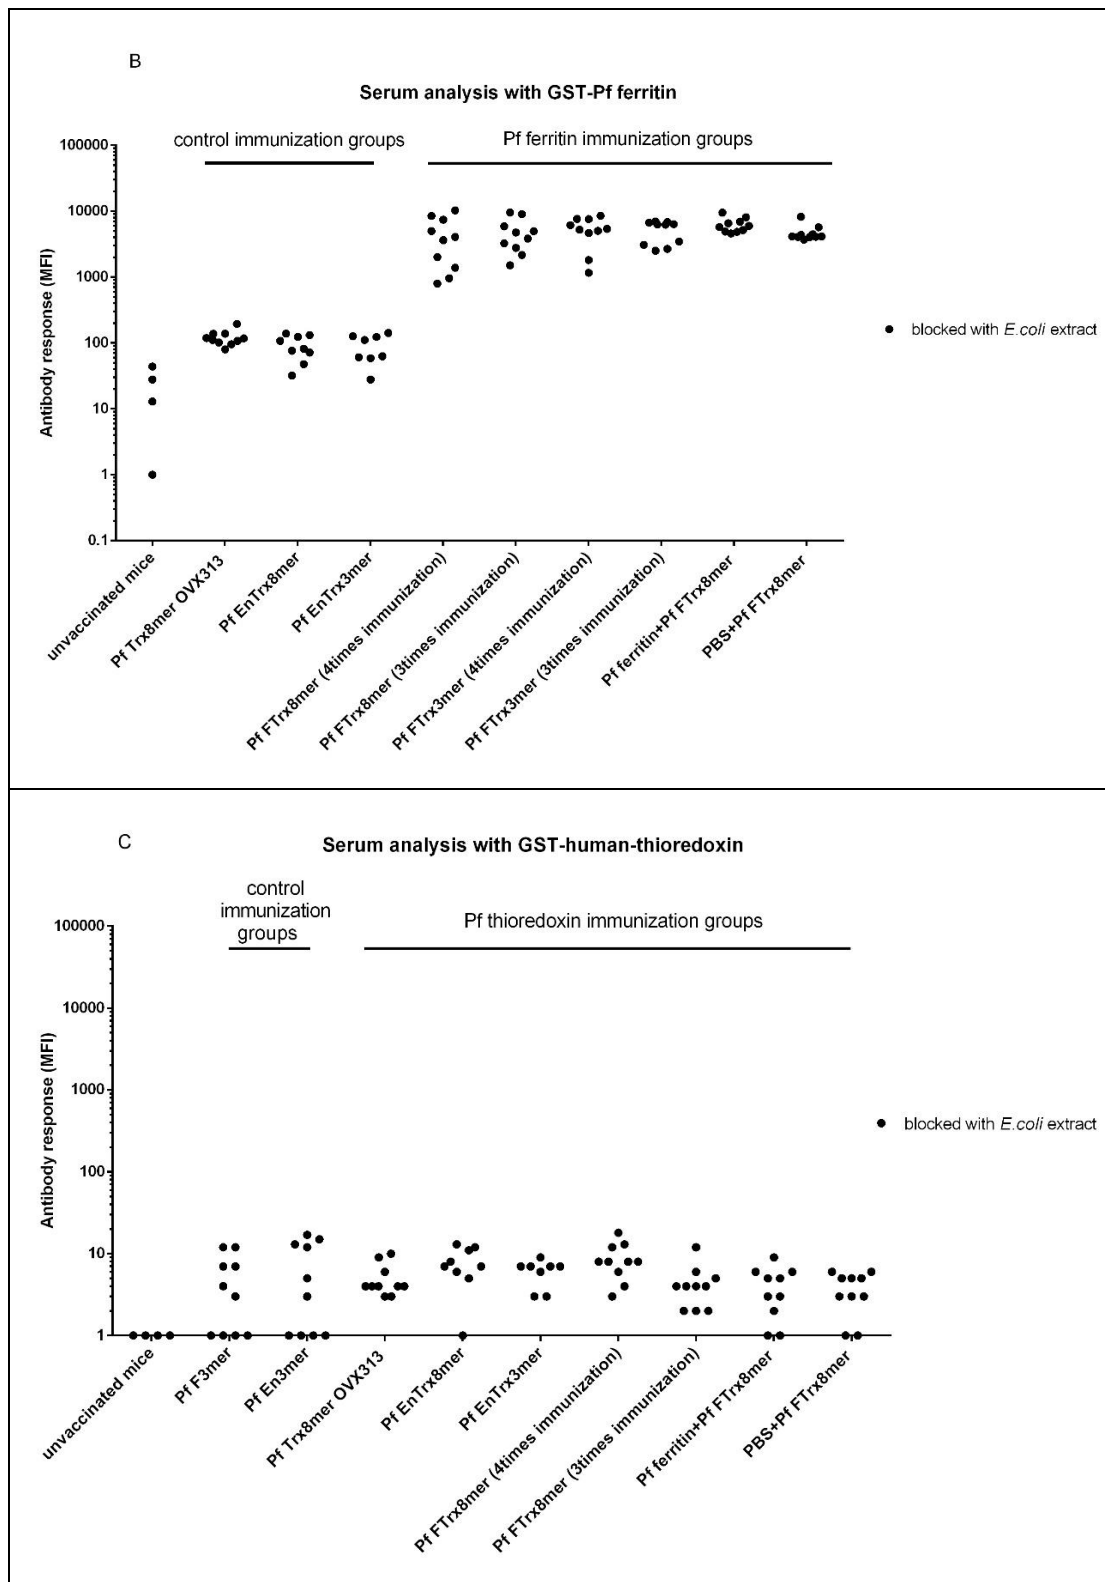 B
Serum analysis with GST-Pf ferritin
control immunization groups
Pf ferritin immunization groups
100000
10000
1000
100
10
1
0.1
Antibody response (MFI)
blocked with E.coli extract
unvaccinated mice
Pf Trx8mer OVX313
Pf EnTrx8mer
Pf EnTrx3mer
Pf FTrx8mer (4times immunization)
Pf FTrx8mer (3times immunization)
Pf FTrx3mer (4times immunization)
Pf FTrx3mer (3times immunization)
Pf ferritin+Pf FTrx8mer
PBS+Pf FTrx8mer
C
Serum analysis with GST-human-thioredoxin
control
immunization
groups
Pf thioredoxin immunization groups
100000
10000
1000
100
10
1
Antibody response (MFI)
blocked with E.coli extract
unvaccinated mice
Pf F3mer
Pf En3mer
Pf Trx8mer OVX313
Pf EnTrx8mer
Pf EnTrx3mer
Pf FTrx8mer (4times immunization)
Pf FTrx8mer (3times immunization)
Pf ferritin+Pf FTrx8mer
PBS+Pf FTrx8mer